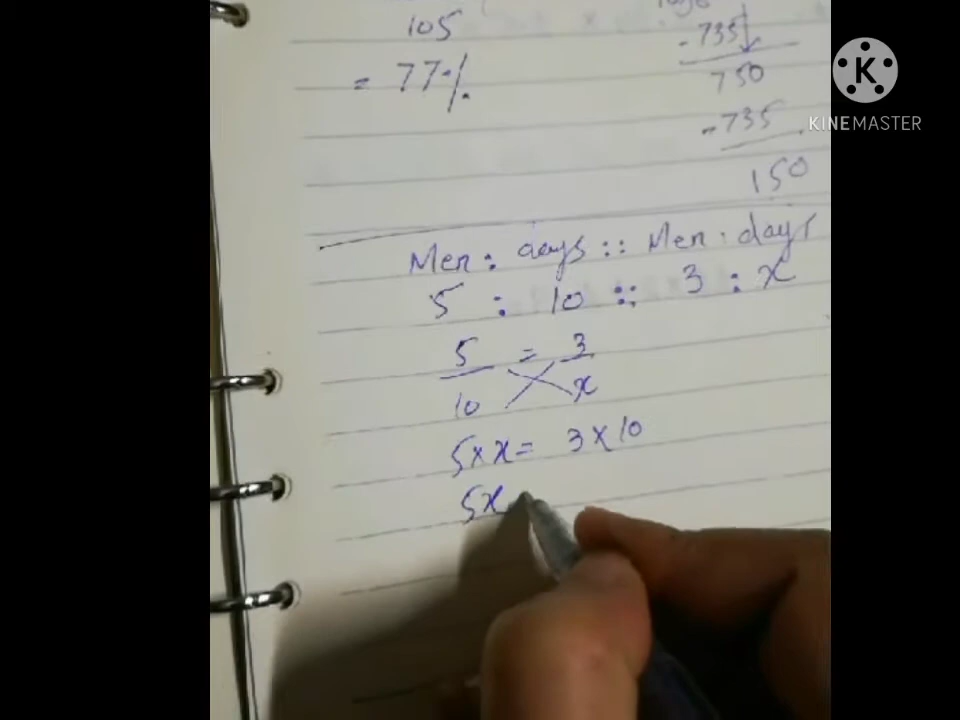 105
= 77%
- 735
750
- 735
150
K
KINEMASTER
Men : days :: Men : days
5 : 10 :: 3 : x
5 = 3
10 x
5×x = 3×10
5x